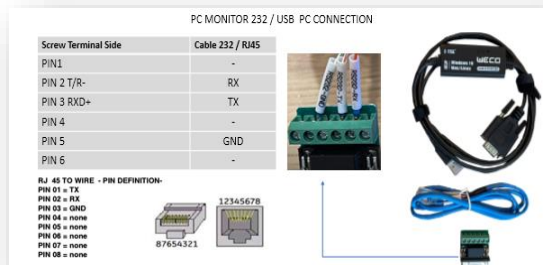 PC MONITOR 232 / USB PC CONNECTION
Screw Terminal Side Cable 232 / RJ45
PIN1 -
PIN 2 T/R- RX
PIN 3 RXD+ TX
PIN 4 -
PIN 5 GND
PIN 6 -
RJ 45 TO WIRE - PIN DEFINITION-
PIN 01 = TX
PIN 02 = RX
PIN 03 = GND
PIN 04 = none
PIN 05 = none
PIN 06 = none
PIN 07 = none
PIN 08 = none
12345678
87654321
WECO